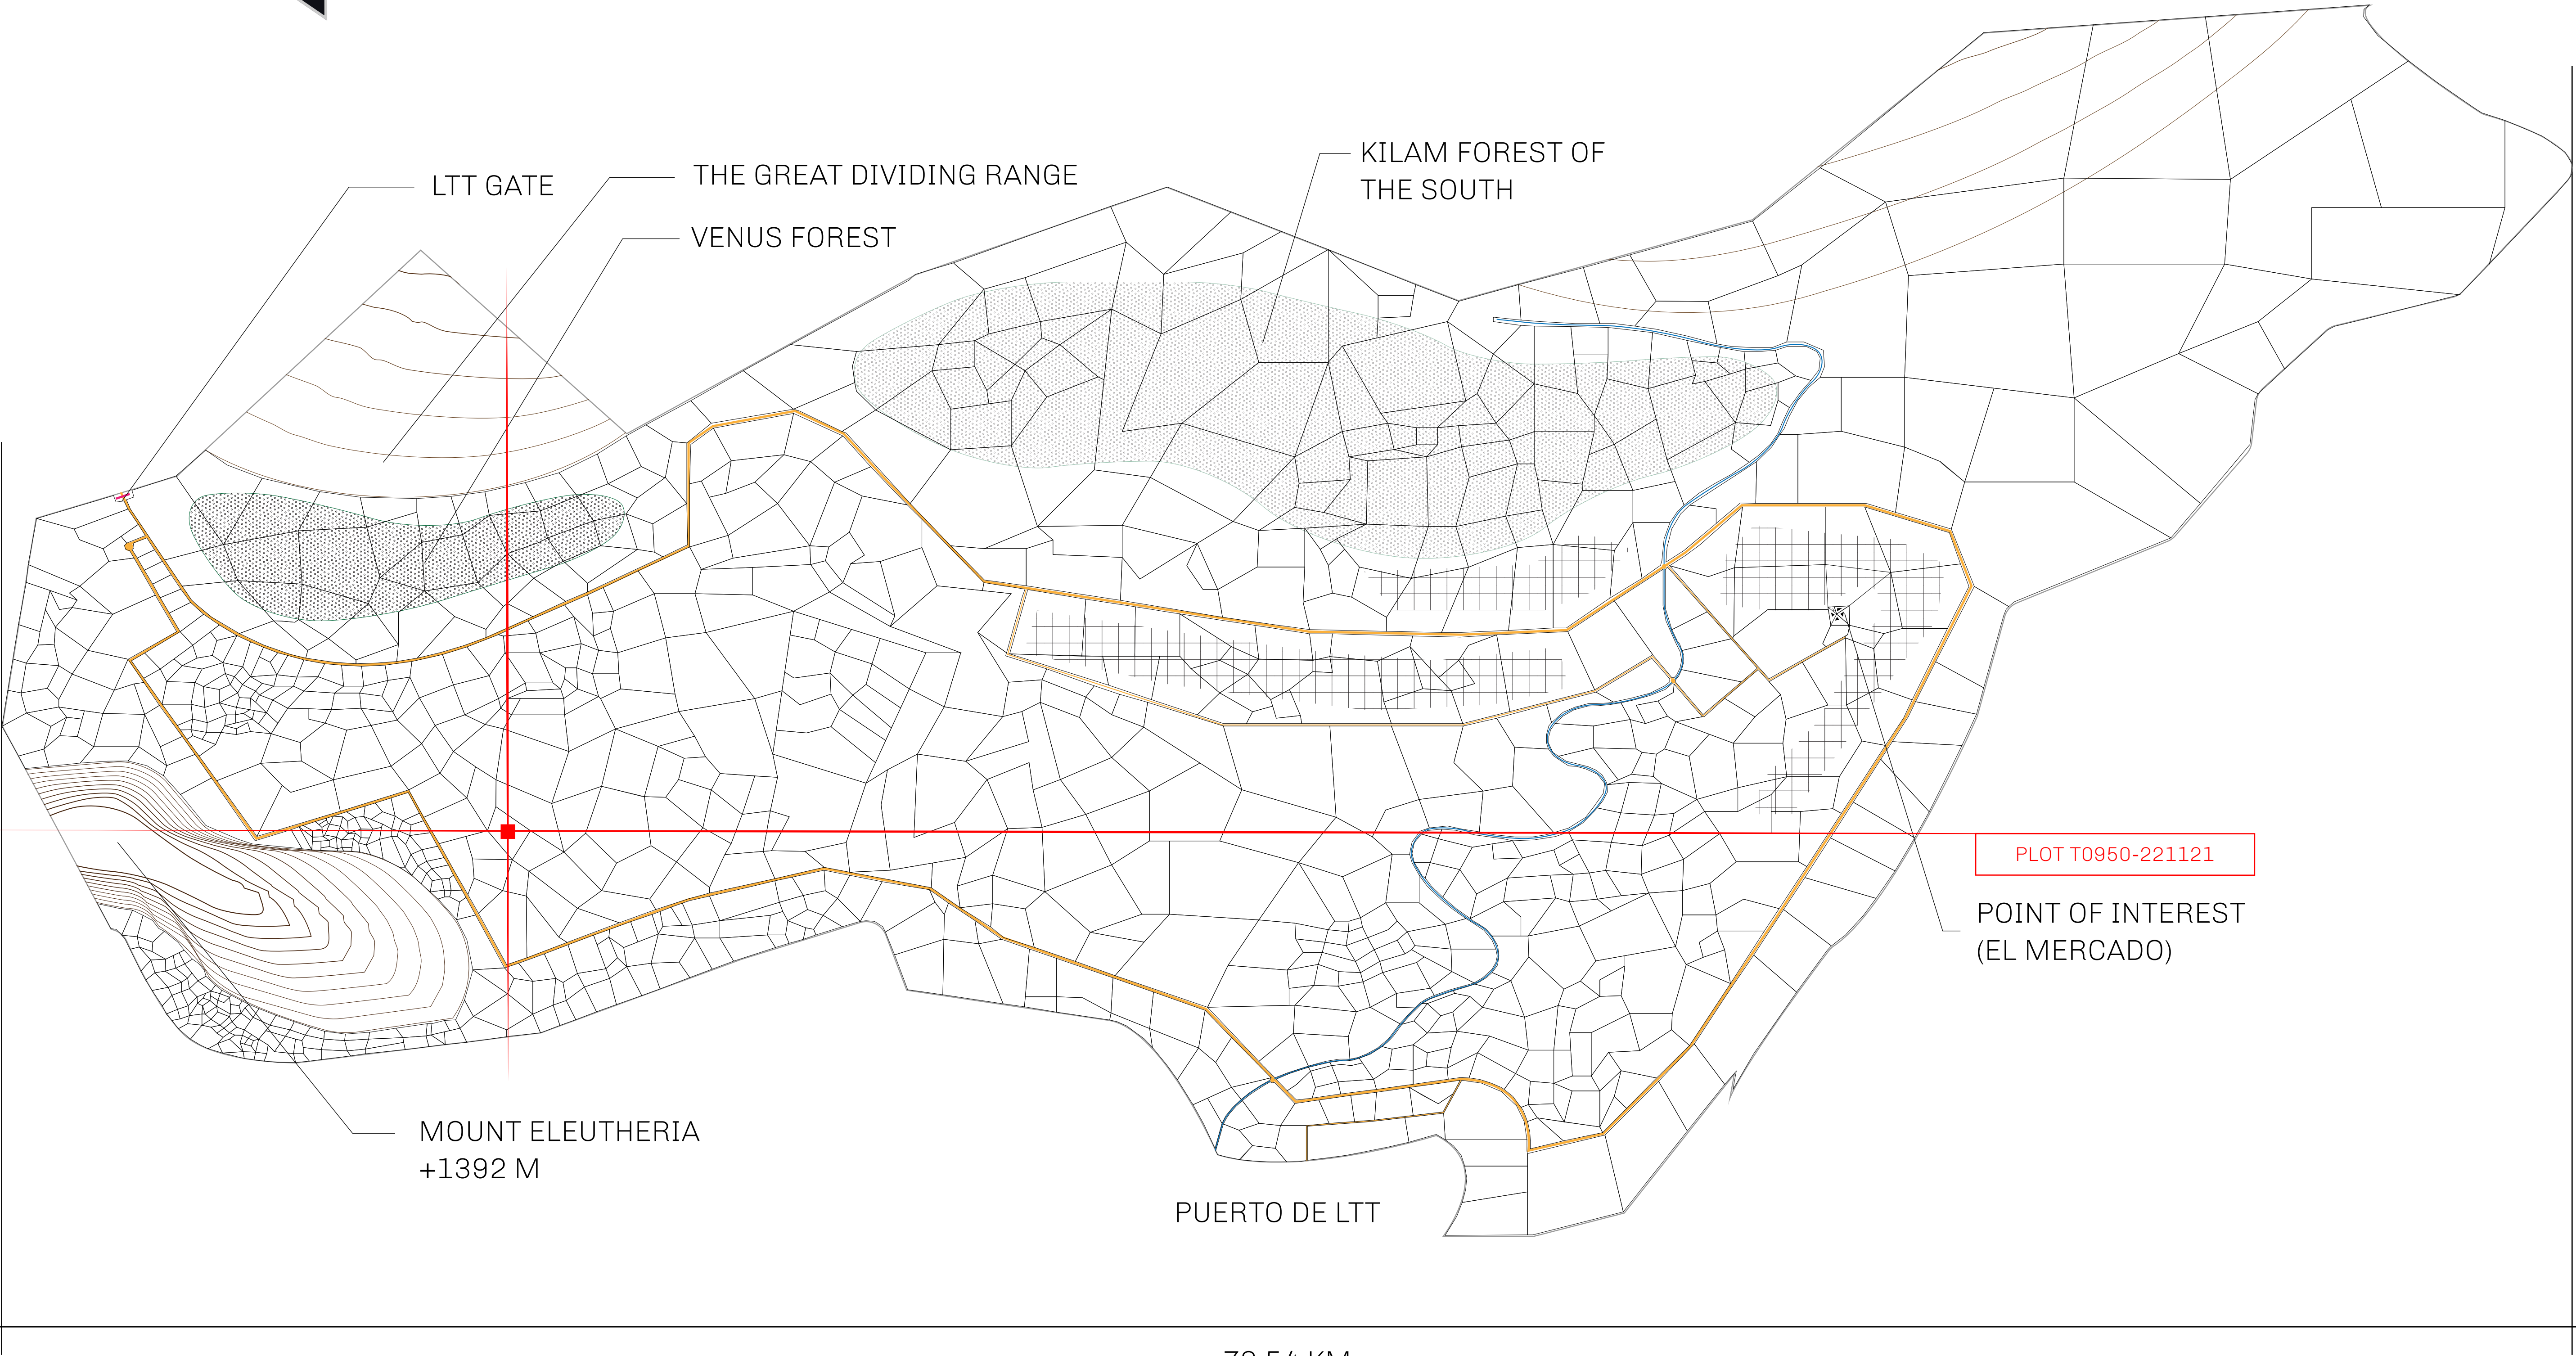 KILAM FOREST OF
THE SOUTH
THE GREAT DIVIDING RANGE
LTT GATE
VENUS FOREST
PLOT T0950-221121
POINT OF INTEREST
(EL MERCADO)
MOUNT ELEUTHERIA
+1392 M
PUERTO DE LTT
KM